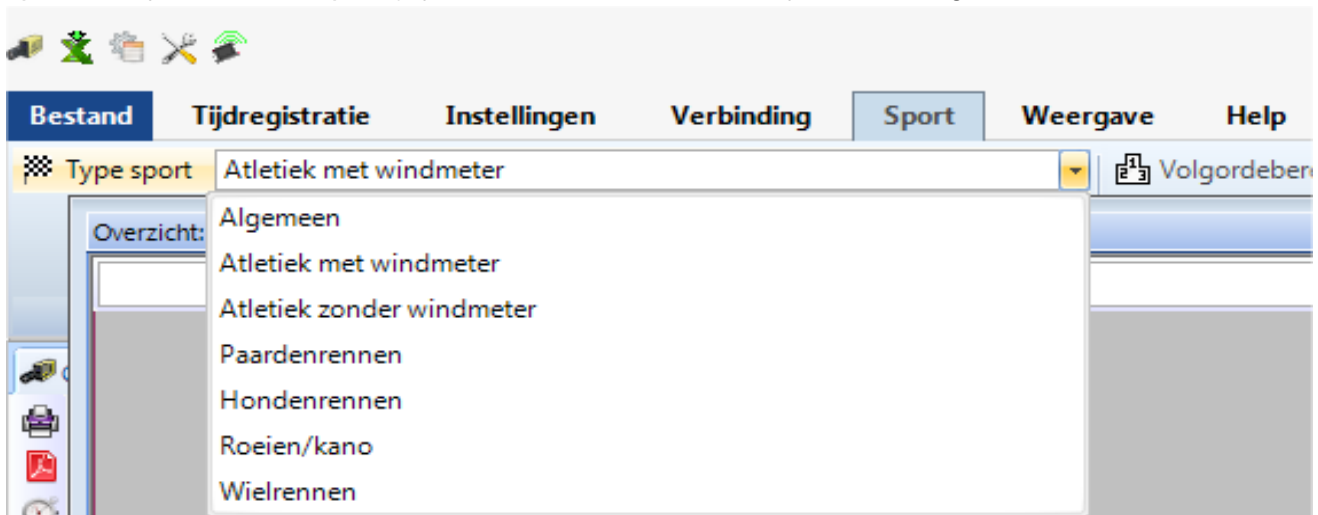 Bestand Tijdregistratie Instellingen Verbinding Sport Weergave Help
Type sport Atletiek met windmeter
Overzicht:
Algemeen
Atletiek met windmeter
Atletiek zonder windmeter
Paardenrennen
Hondenrennen
Roeien/kano
Wielrennen